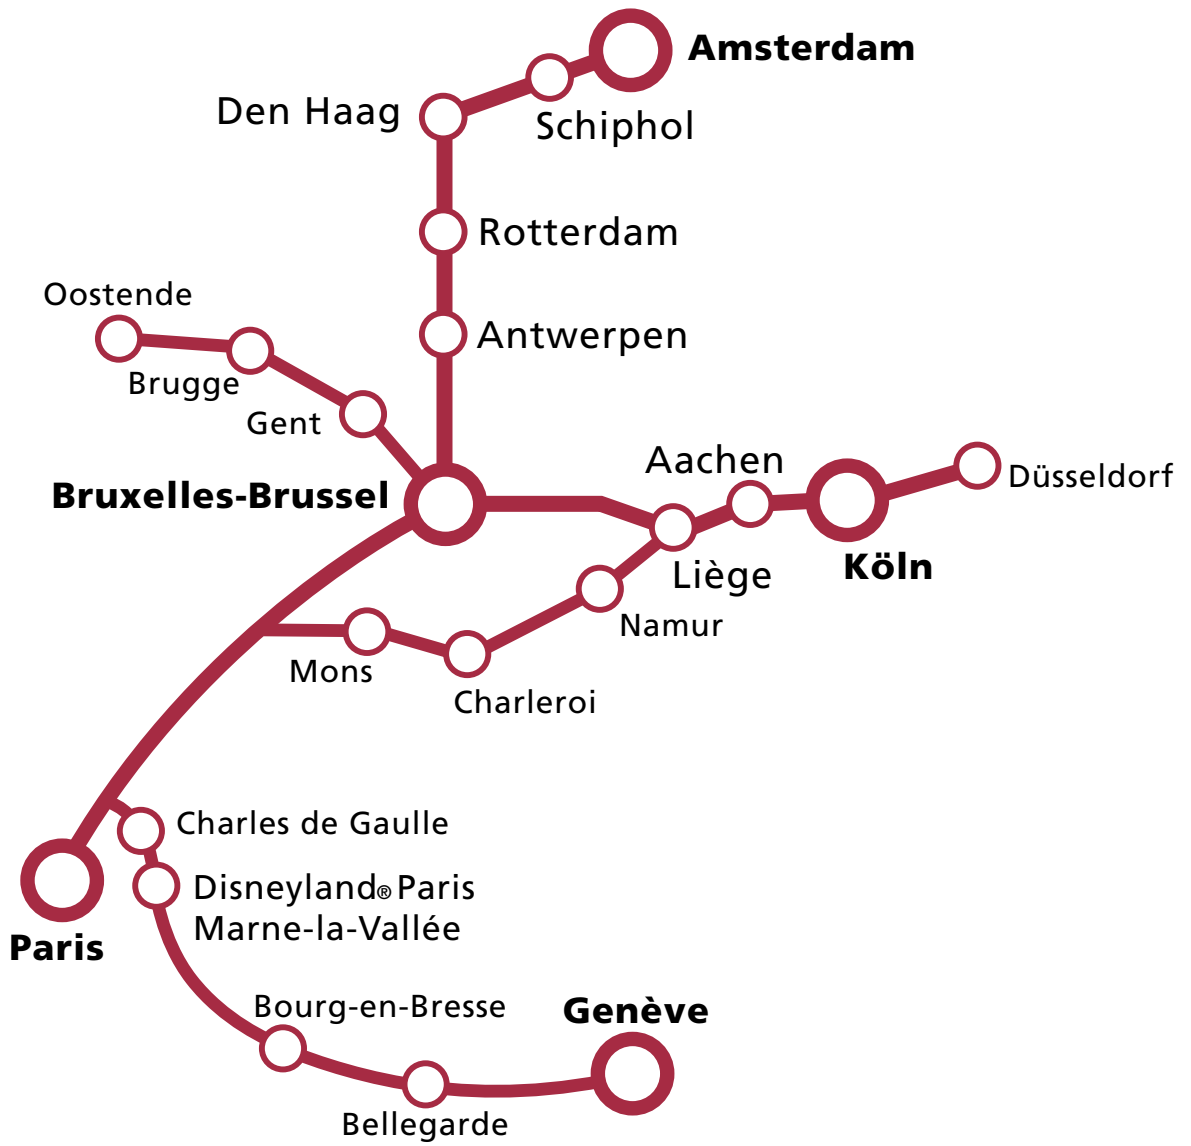 Amsterdam
Den Haag
Schiphol
Rotterdam
Oostende
Antwerpen
Brugge
Gent
Aachen
Bruxelles-Brussel
Düsseldorf
Köln
Liège
Namur
Mons
Charleroi
Charles de Gaulle
Disneyland® Paris
Marne-la-Vallée
Paris
Bourg-en-Bresse
Genève
Bellegarde